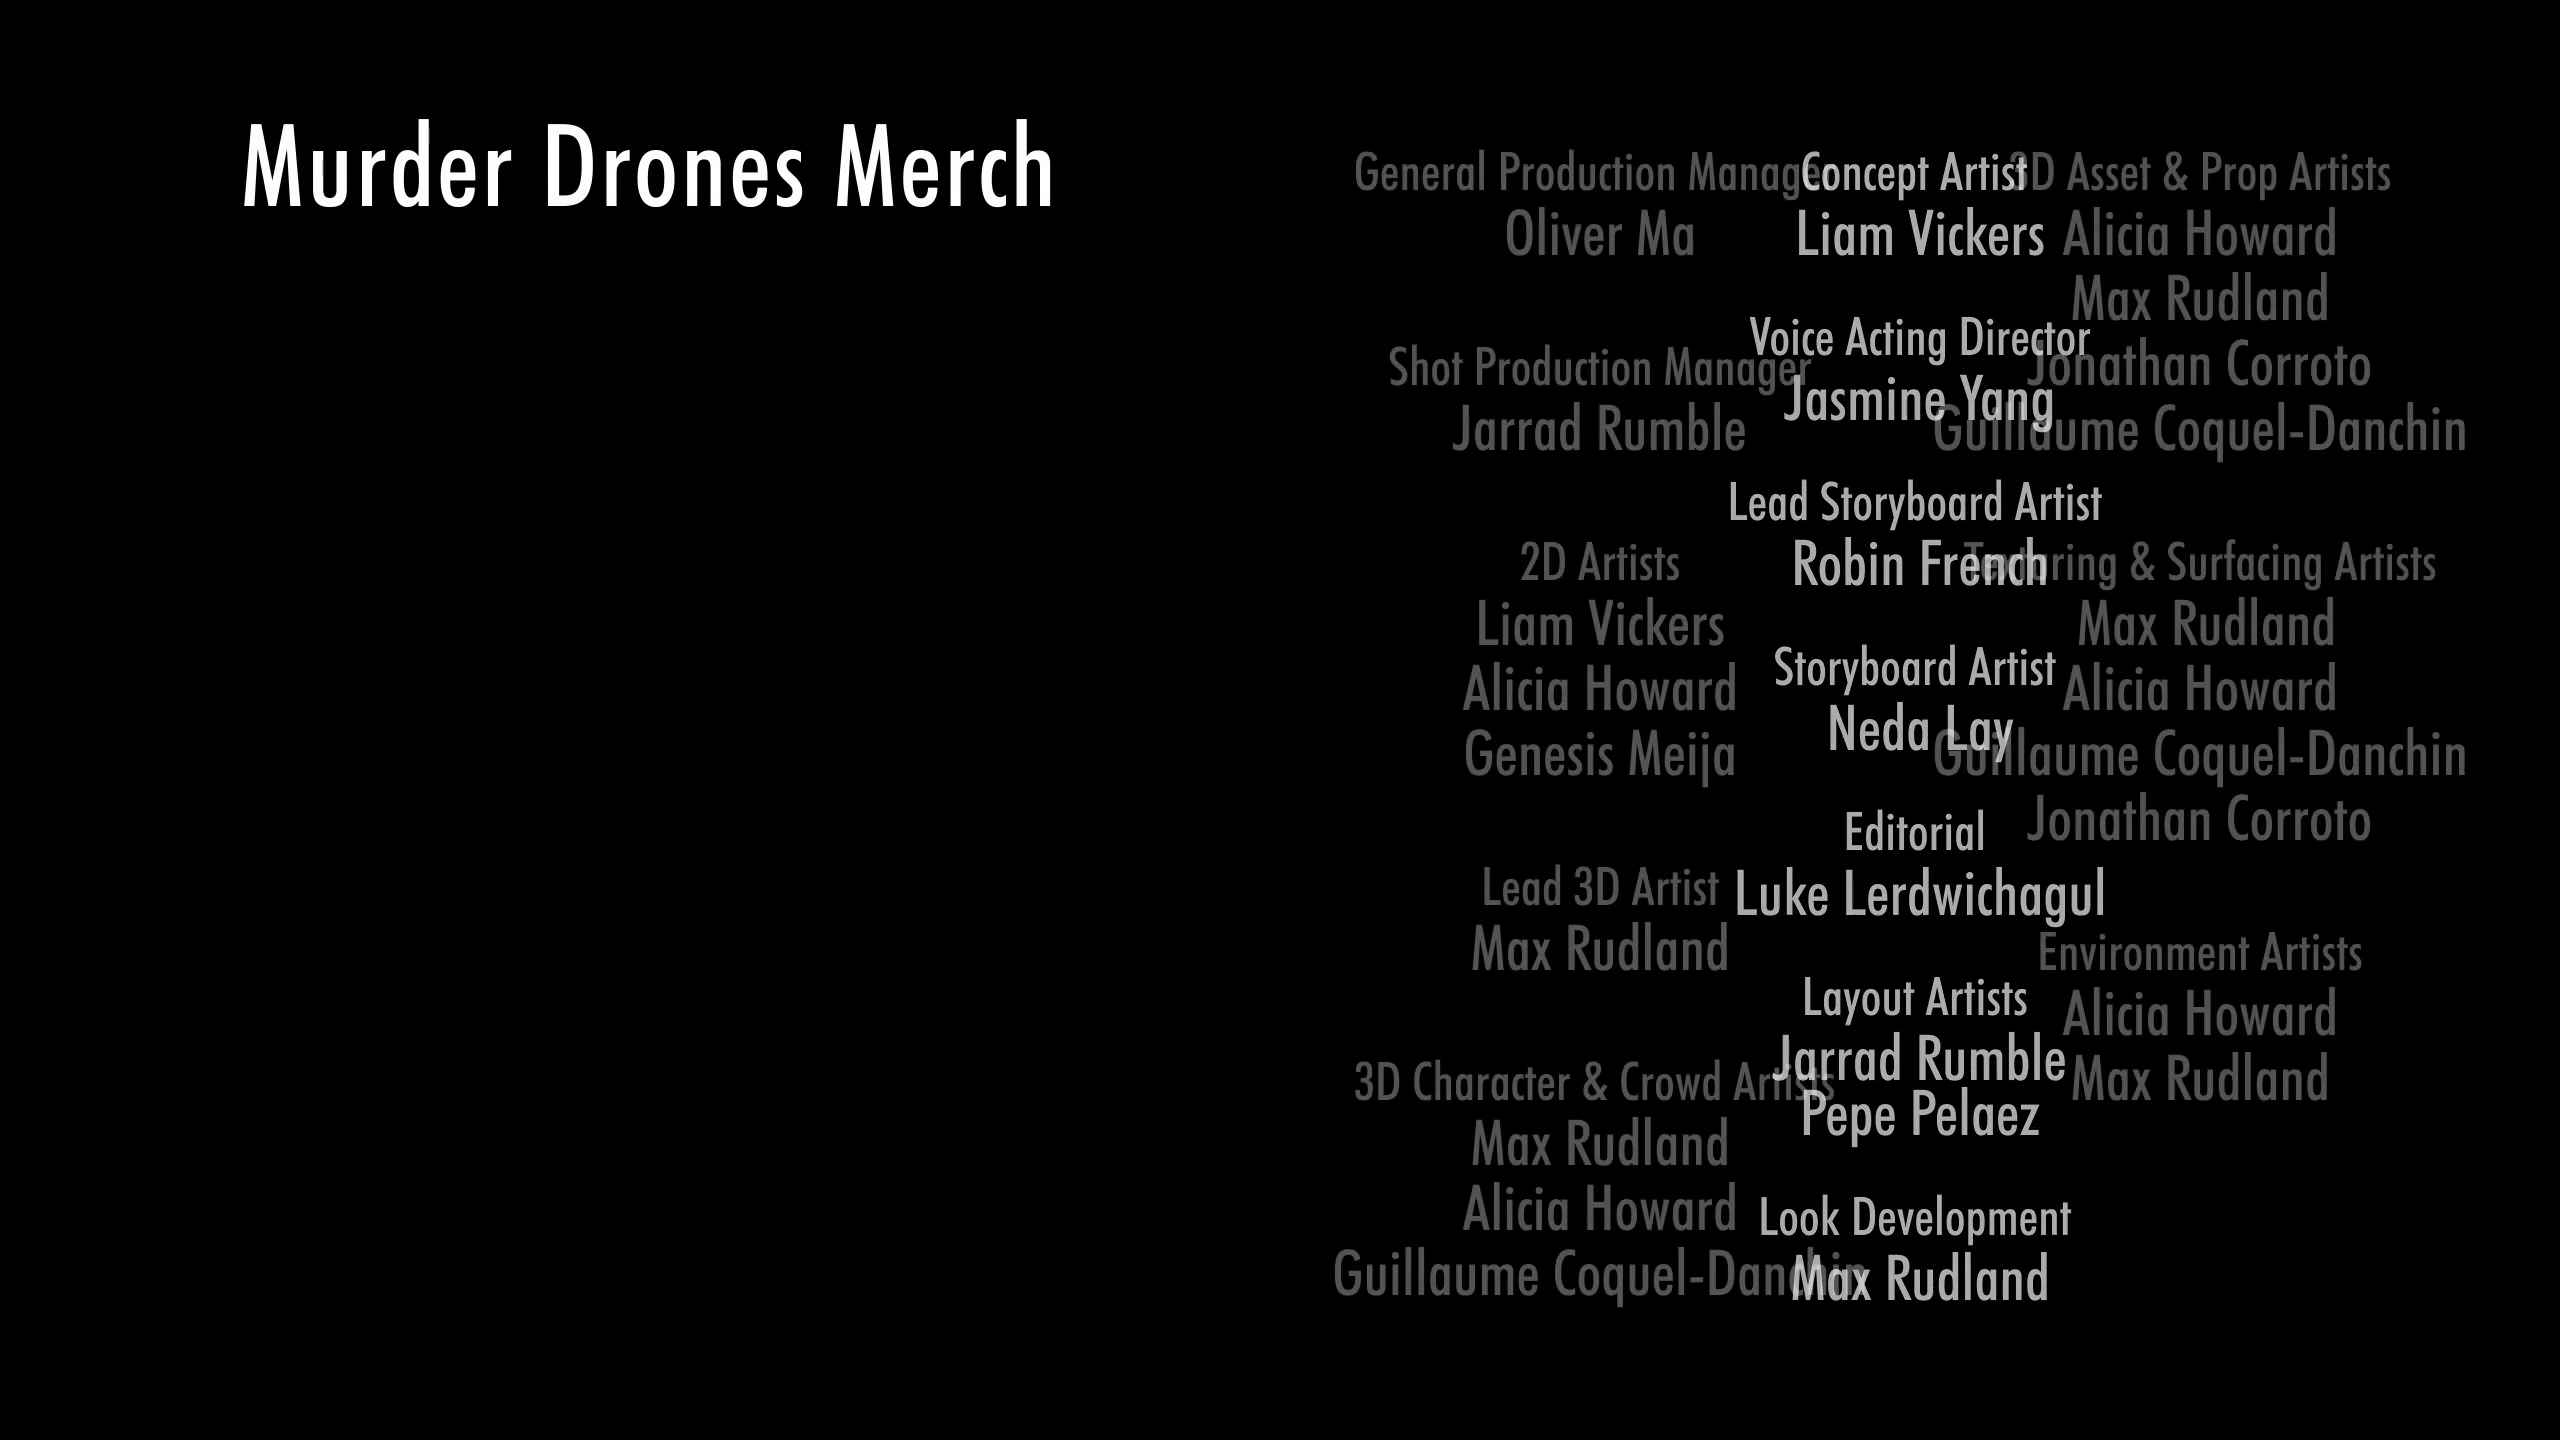 Murder Drones Merch
Concept Artist
Liam Vickers
Voice Acting Director
Jasmine Yang
Lead Storyboard Artist
Robin French
Storyboard Artist
Neda Lay
Editorial
Luke Lerdwichagul
Layout Artists
Jarrad Rumble
Pepe Pelaez
Look Development
Max Rudland
General Production Manager
Oliver Ma
Shot Production Manager
Jarrad Rumble
2D Artists
Liam Vickers
Alicia Howard
Genesis Meija
Lead 3D Artist
Max Rudland
3D Character & Crowd Artists
Max Rudland
Alicia Howard
Guillaume Coquel-Danchin
3D Asset & Prop Artists
Alicia Howard
Max Rudland
Jonathan Corroto
Guillaume Coquel-Danchin
Texturing & Surfacing Artists
Max Rudland
Alicia Howard
Guillaume Coquel-Danchin
Jonathan Corroto
Environment Artists
Alicia Howard
Max Rudland